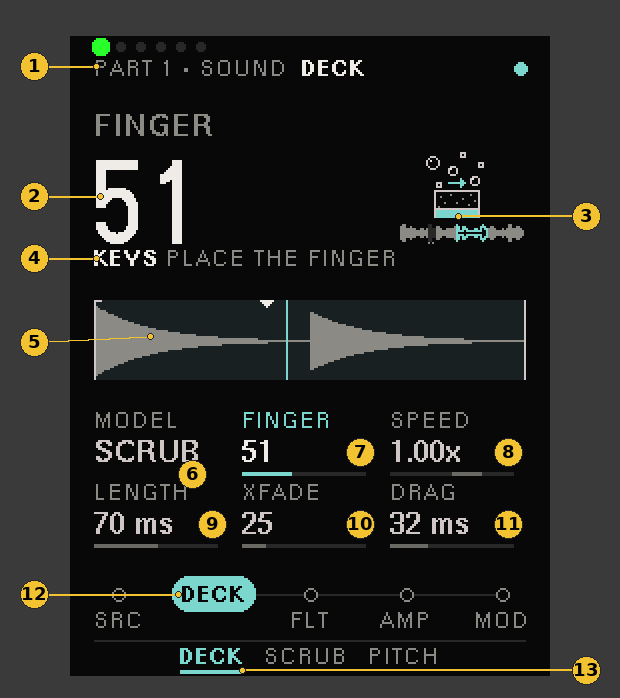 1 PART 1 · SOUND DECK
FINGER
2 51
3
4 KEYS PLACE THE FINGER
5
MODEL FINGER SPEED
SCRUB 51 7 1.00x 8
6
LENGTH XFADE DRAG
70 ms 9 25 10 32 ms 11
12 DECK
SRC FLT AMP MOD
DECK SCRUB PITCH 13